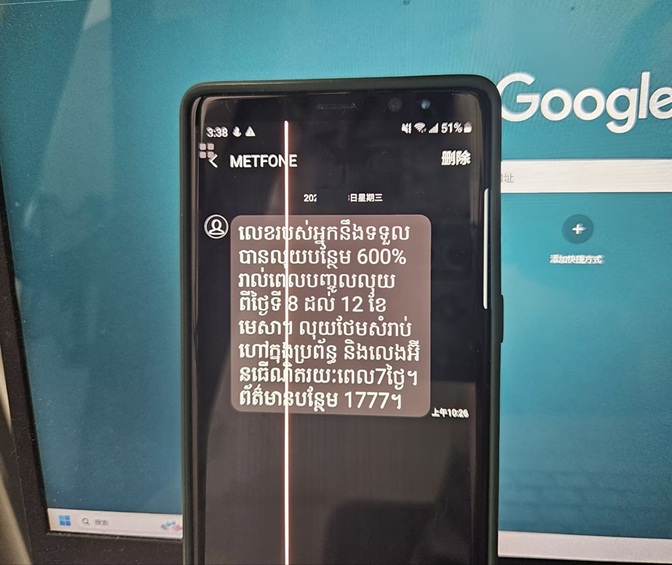 Google
3:38
51%
METFONE
删除
日星期三
លេខរបស់អ្នកនឹងទទួល
បានលុយបន្ថែម 600%
រាល់ពេលបញ្ចូលលុយ
ពីថ្ងៃទី 8 ដល់ 12 ខែ
មេសា។ លុយថែមសំរាប់
ហៅក្នុងប្រព័ន្ធ និងលេងអ៊ី
នធើណិតរយៈពេល7ថ្ងៃ។
ព័ត៌មានបន្ថែម 1777។
上午10:26
添加快捷方式
搜索